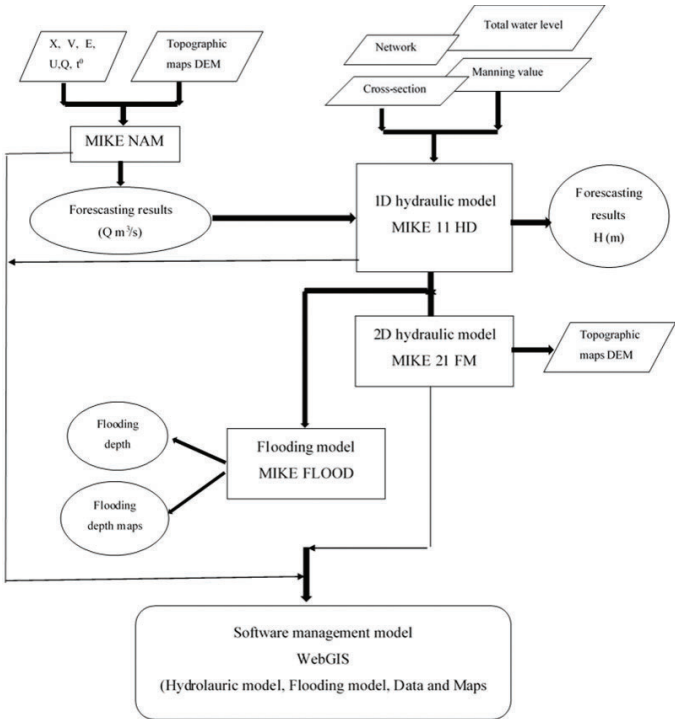 X, V, E,
U,Q, t⁰
Topographic
maps DEM
Total water level
Network
Manning value
Cross-section
MIKE NAM
Forescasting results
(Q m³/s)
1D hydraulic model
MIKE 11 HD
Forescasting
results
H (m)
2D hydraulic model
MIKE 21 FM
Topographic
maps DEM
Flooding
depth
Flooding model
MIKE FLOOD
Flooding
depth maps
Software management model
WebGIS
(Hydrolauric model, Flooding model, Data and Maps